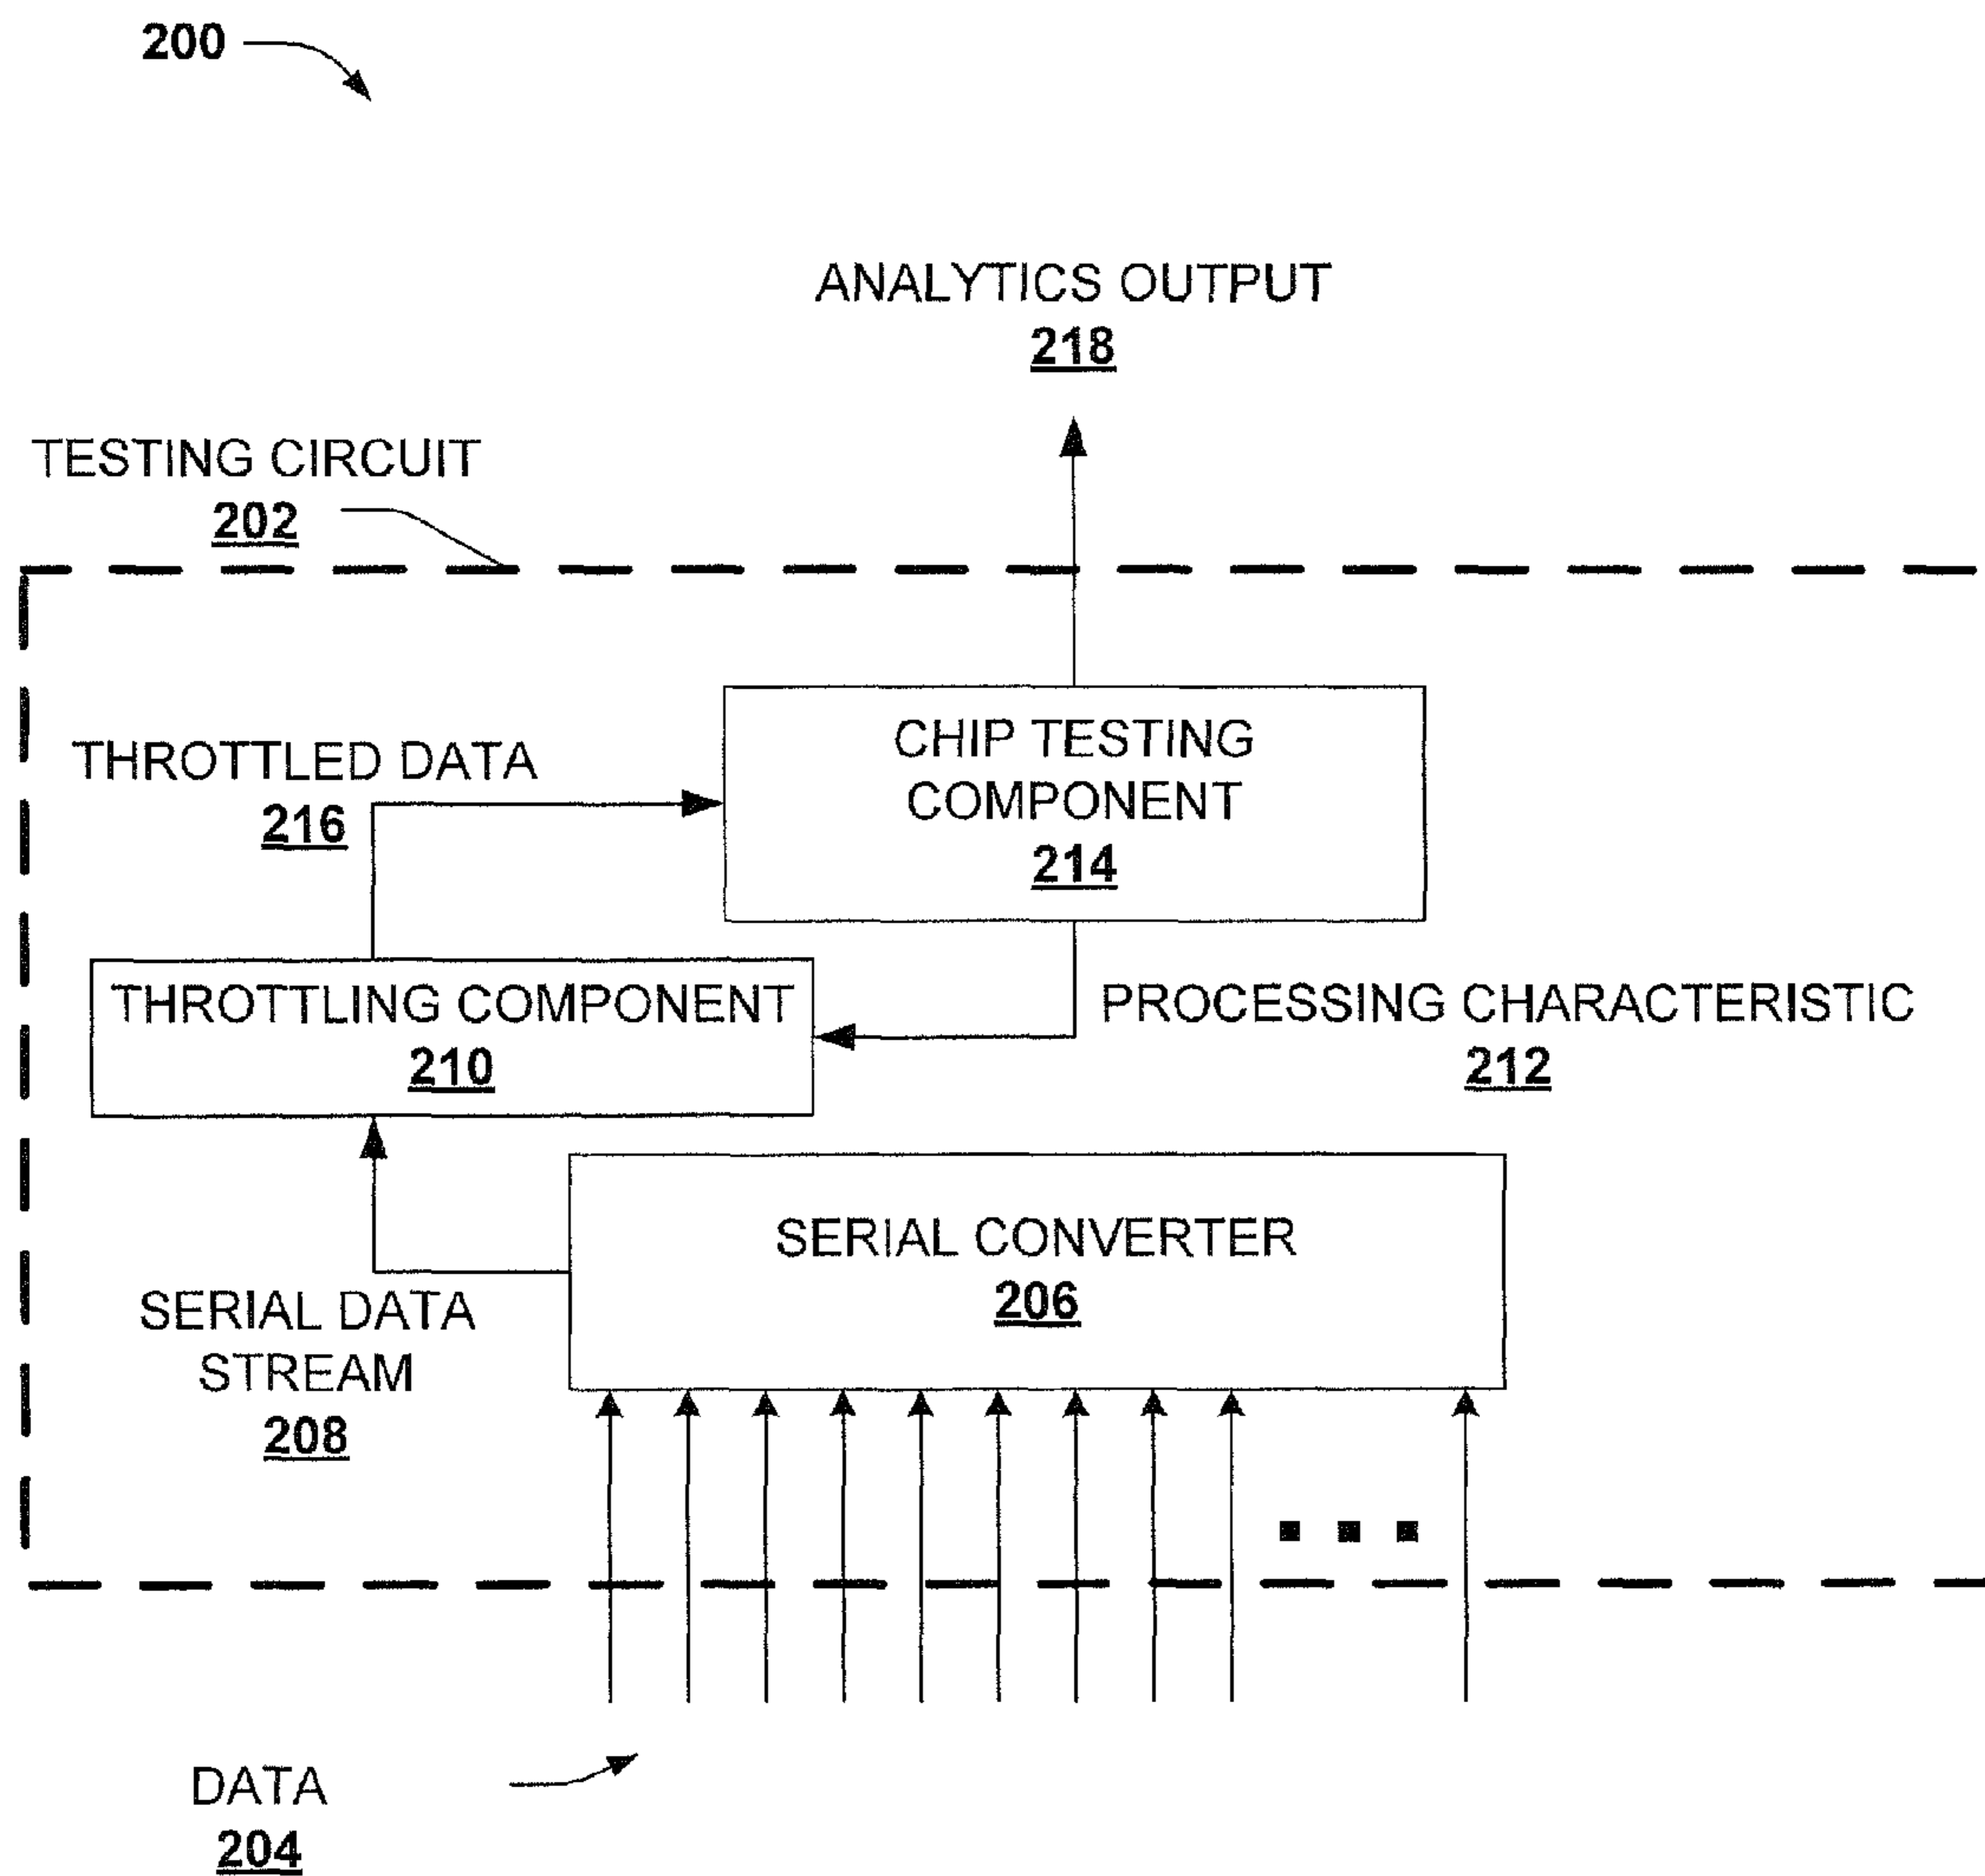 200
ANALYTICS OUTPUT
218
TESTING CIRCUIT
202
THROTTLED DATA
216
CHIP TESTING
COMPONENT
214
THROTTLING COMPONENT
210
PROCESSING CHARACTERISTIC
212
SERIAL CONVERTER
206
SERIAL DATA
STREAM
208
DATA
204